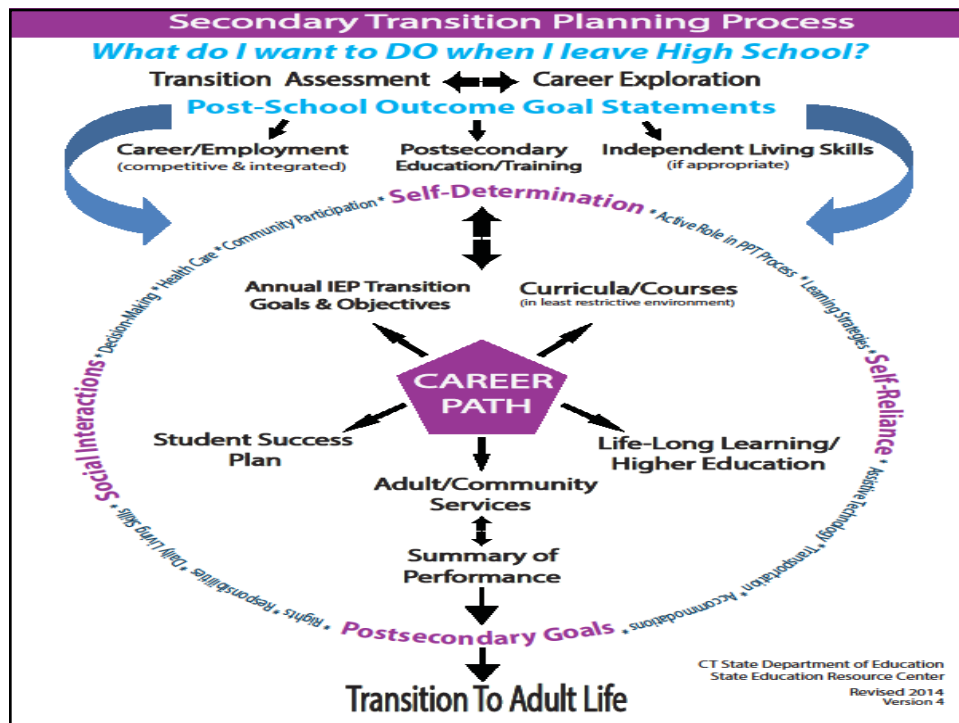 Secondary Transition Planning Process
What do I want to DO when I leave High School?
Transition Assessment Career Exploration
Post-School Outcome Goal Statements
Career/Employment
(competitive & integrated)
Postsecondary
Education/Training
Independent Living Skills
(if appropriate)
Self-Determination
* Active Role in PPT Process * Learning Strategies *
Self-Reliance
* Assistive Technology * Transportation * Accommodations *
Postsecondary Goals
* Rights * Responsibilities * Daily Living Skills *
Social Interactions
* Decision-Making * Health Care * Community Participation *
Annual IEP Transition
Goals & Objectives
Curricula/Courses
(in least restrictive environment)
CAREER
PATH
Student Success
Plan
Life-Long Learning/
Higher Education
Adult/Community
Services
Summary of
Performance
Transition To Adult Life
CT State Department of Education
State Education Resource Center
Revised 2014
Version 4